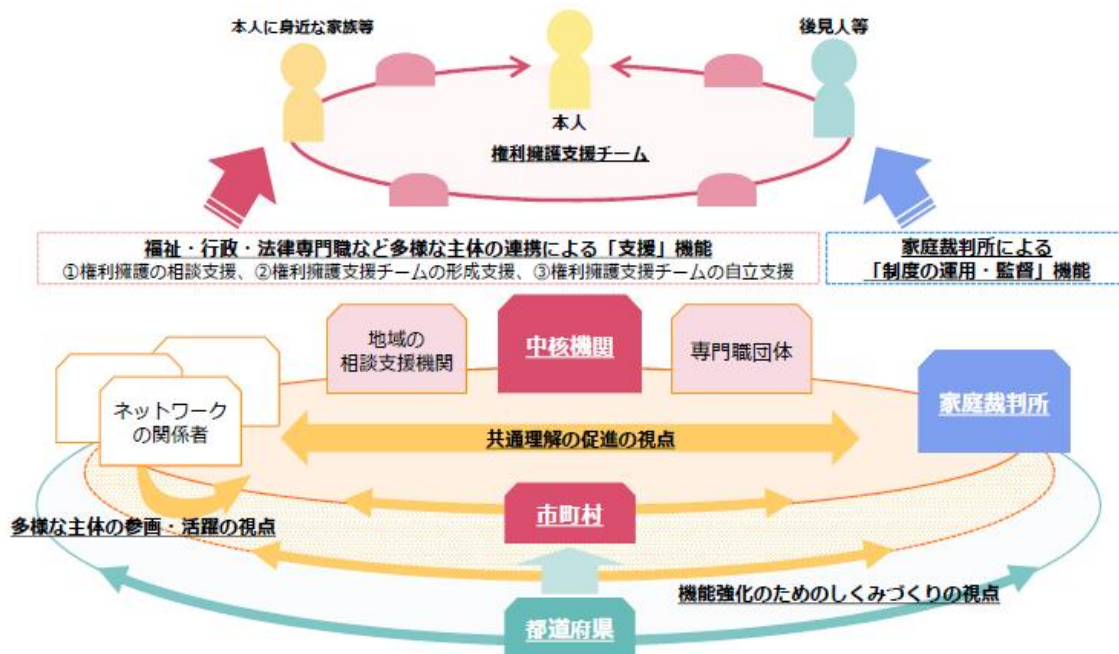 本人に身近な家族等
後見人等
本人
権利擁護支援チーム
福祉・行政・法律専門職など多様な主体の連携による「支援」機能
①権利擁護の相談支援、②権利擁護支援チームの形成支援、③権利擁護支援チームの自立支援
家庭裁判所による
「制度の運用・監督」機能
地域の
相談支援機関
中核機関
専門職団体
ネットワーク
の関係者
家庭裁判所
共通理解の促進の視点
市町村
多様な主体の参画・活躍の視点
機能強化のためのしくみづくりの視点
都道府県